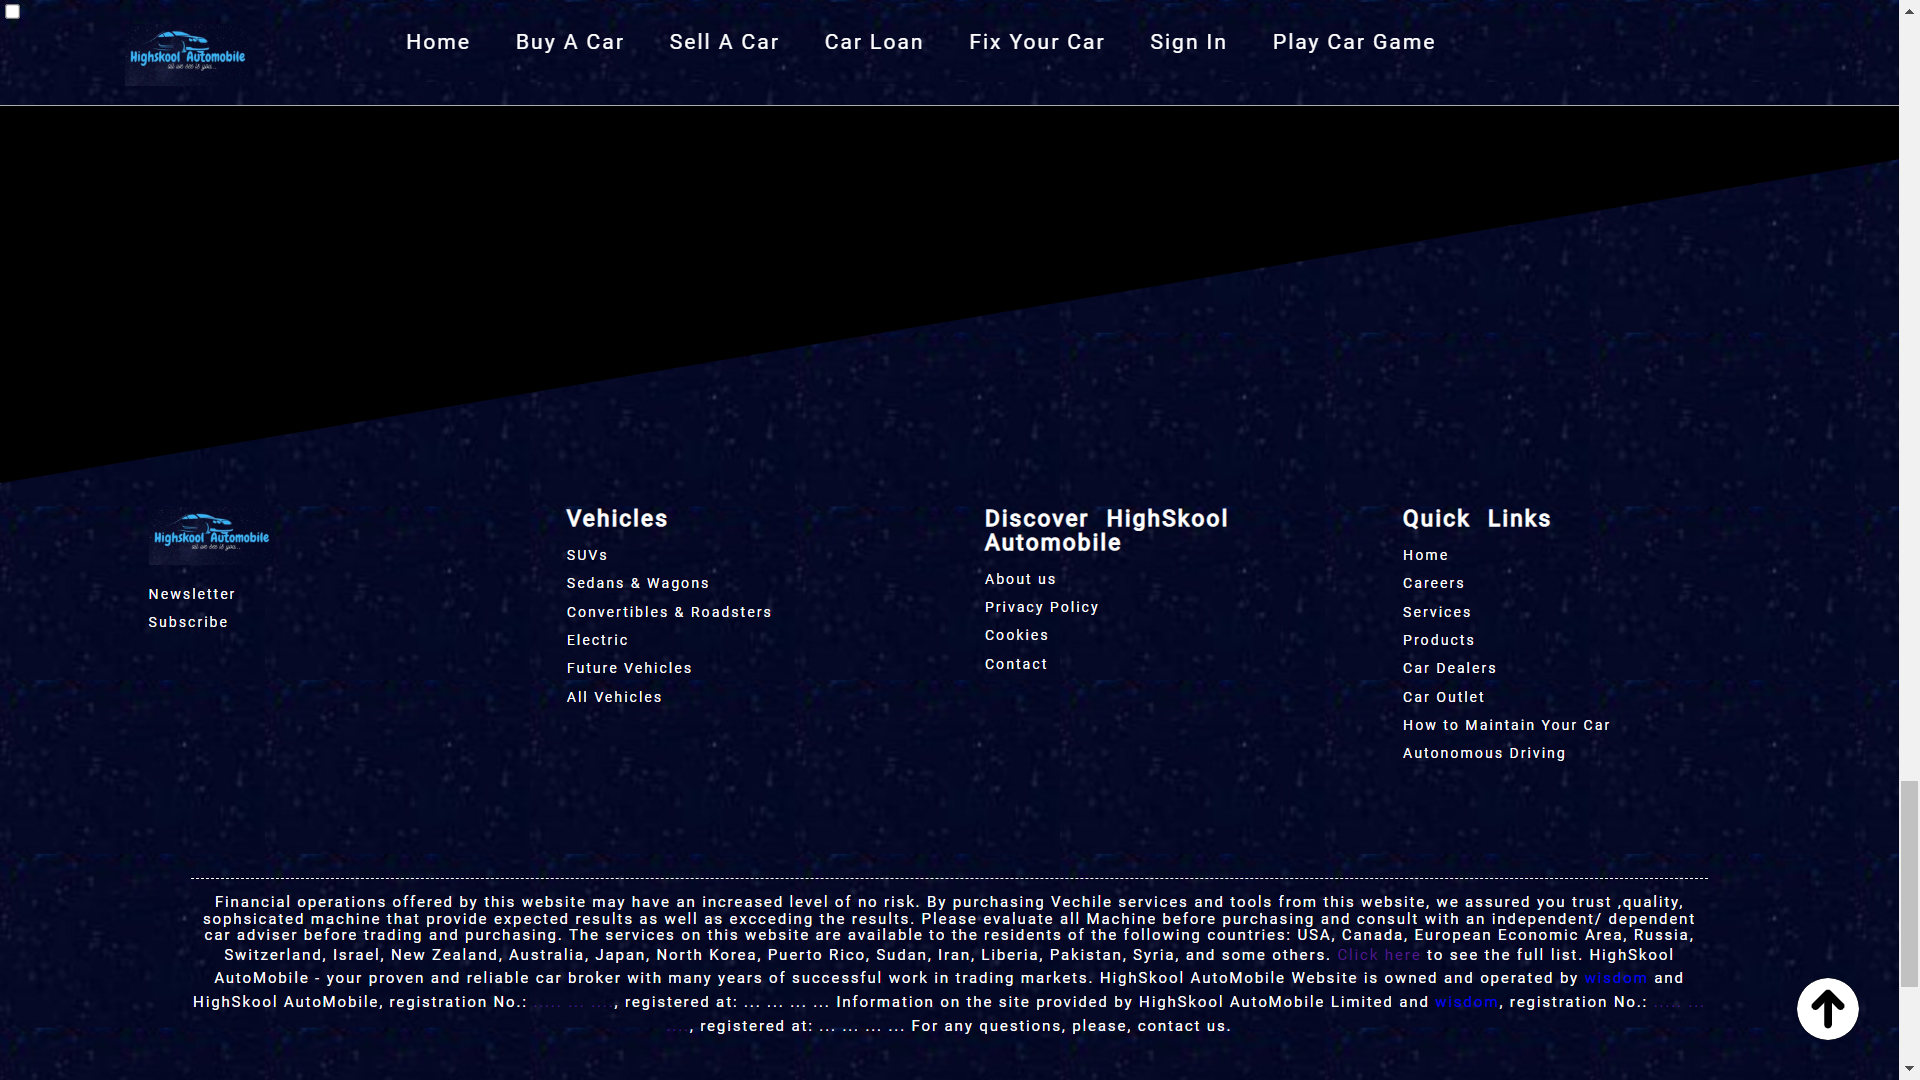 Highskool Automobile
all we see is you...
Home
Buy A Car
Sell A Car
Car Loan
Fix Your Car
Sign In
Play Car Game
Highskool Automobile
all we see is you...
Newsletter
Subscribe
Vehicles
SUVs
Sedans & Wagons
Convertibles & Roadsters
Electric
Future Vehicles
All Vehicles
Discover HighSkool
Automobile
About us
Privacy Policy
Cookies
Contact
Quick Links
Home
Careers
Services
Products
Car Dealers
Car Outlet
How to Maintain Your Car
Autonomous Driving
Financial operations offered by this website may have an increased level of no risk. By purchasing Vechile services and tools from this website, we assured you trust ,quality,
sophsicated machine that provide expected results as well as excceding the results. Please evaluate all Machine before purchasing and consult with an independent/ dependent
car adviser before trading and purchasing. The services on this website are available to the residents of the following countries: USA, Canada, European Economic Area, Russia,
Switzerland, Israel, New Zealand, Australia, Japan, North Korea, Puerto Rico, Sudan, Iran, Liberia, Pakistan, Syria, and some others. Click here to see the full list. HighSkool
AutoMobile - your proven and reliable car broker with many years of successful work in trading markets. HighSkool AutoMobile Website is owned and operated by wisdom and
HighSkool AutoMobile, registration No.: ..... ... ...., registered at: ... ... ... ... Information on the site provided by HighSkool AutoMobile Limited and wisdom, registration No.: ..... ...
...., registered at: ... ... ... ... For any questions, please, contact us.